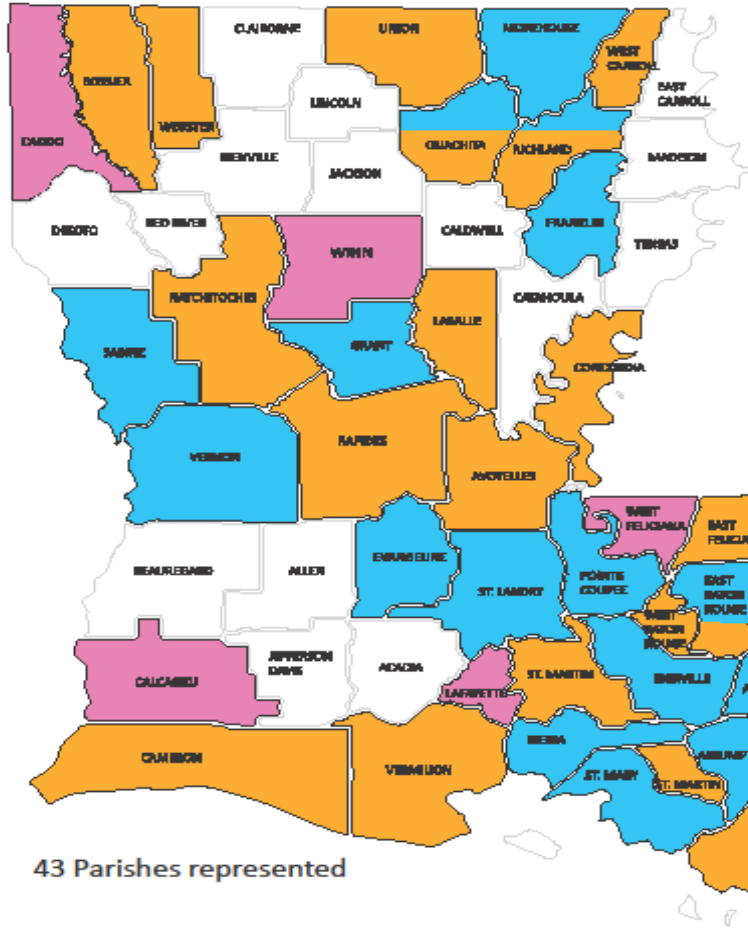 CLAIBORNE
UNION
MOREHOUSE
WEST
CARROLL
EAST
CARROLL
BOSSIER
LINCOLN
WEBSTER
CADDO
OUACHITA
RICHLAND
MADISON
BIENVILLE
JACKSON
DESOTO
RED RIVER
CALDWELL
FRANKLIN
TENSAS
WINN
NATCHITOCHES
CATAHOULA
LASALLE
SABINE
GRANT
CONCORDIA
VERNON
RAPIDES
AVOYELLES
WEST
FELICIANA
EAST
EVANGELINE
BEAUREGARD
ALLEN
ST. LANDRY
POINTE
COUPEE
EAST
BATON
ROUGE
WEST
BATON
ROUGE
JEFFERSON
DAVIS
ACADIA
CALCASIEU
LAFAYETTE
ST. MARTIN
IBERVILLE
IBERIA
CAMERON
VERMILION
ST. MARY
ST. MARTIN
43 Parishes represented